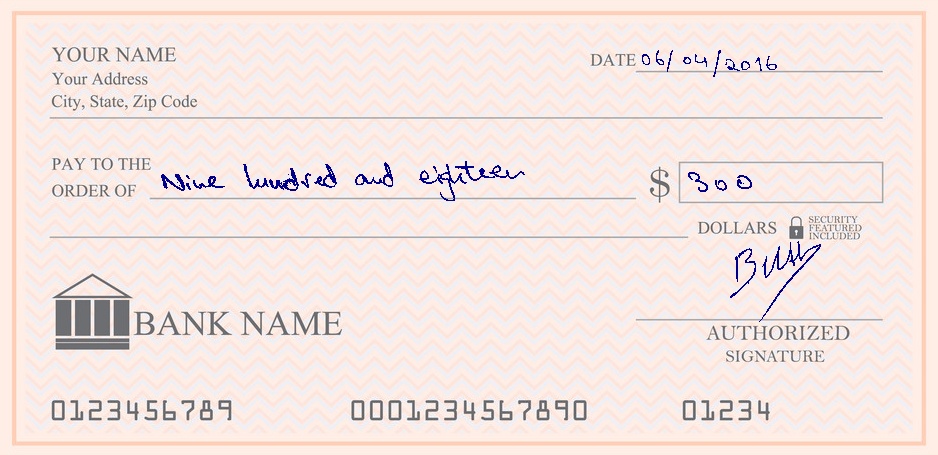 YOUR NAME
Your Address
City, State, Zip Code
DATE 06/04/2016
PAY TO THE
ORDER OF Nine hundred and eighteen $ 300
DOLLARS SECURITY FEATURED INCLUDED
BANK NAME
AUTHORIZED
SIGNATURE
0123456789 0001234567890 01234